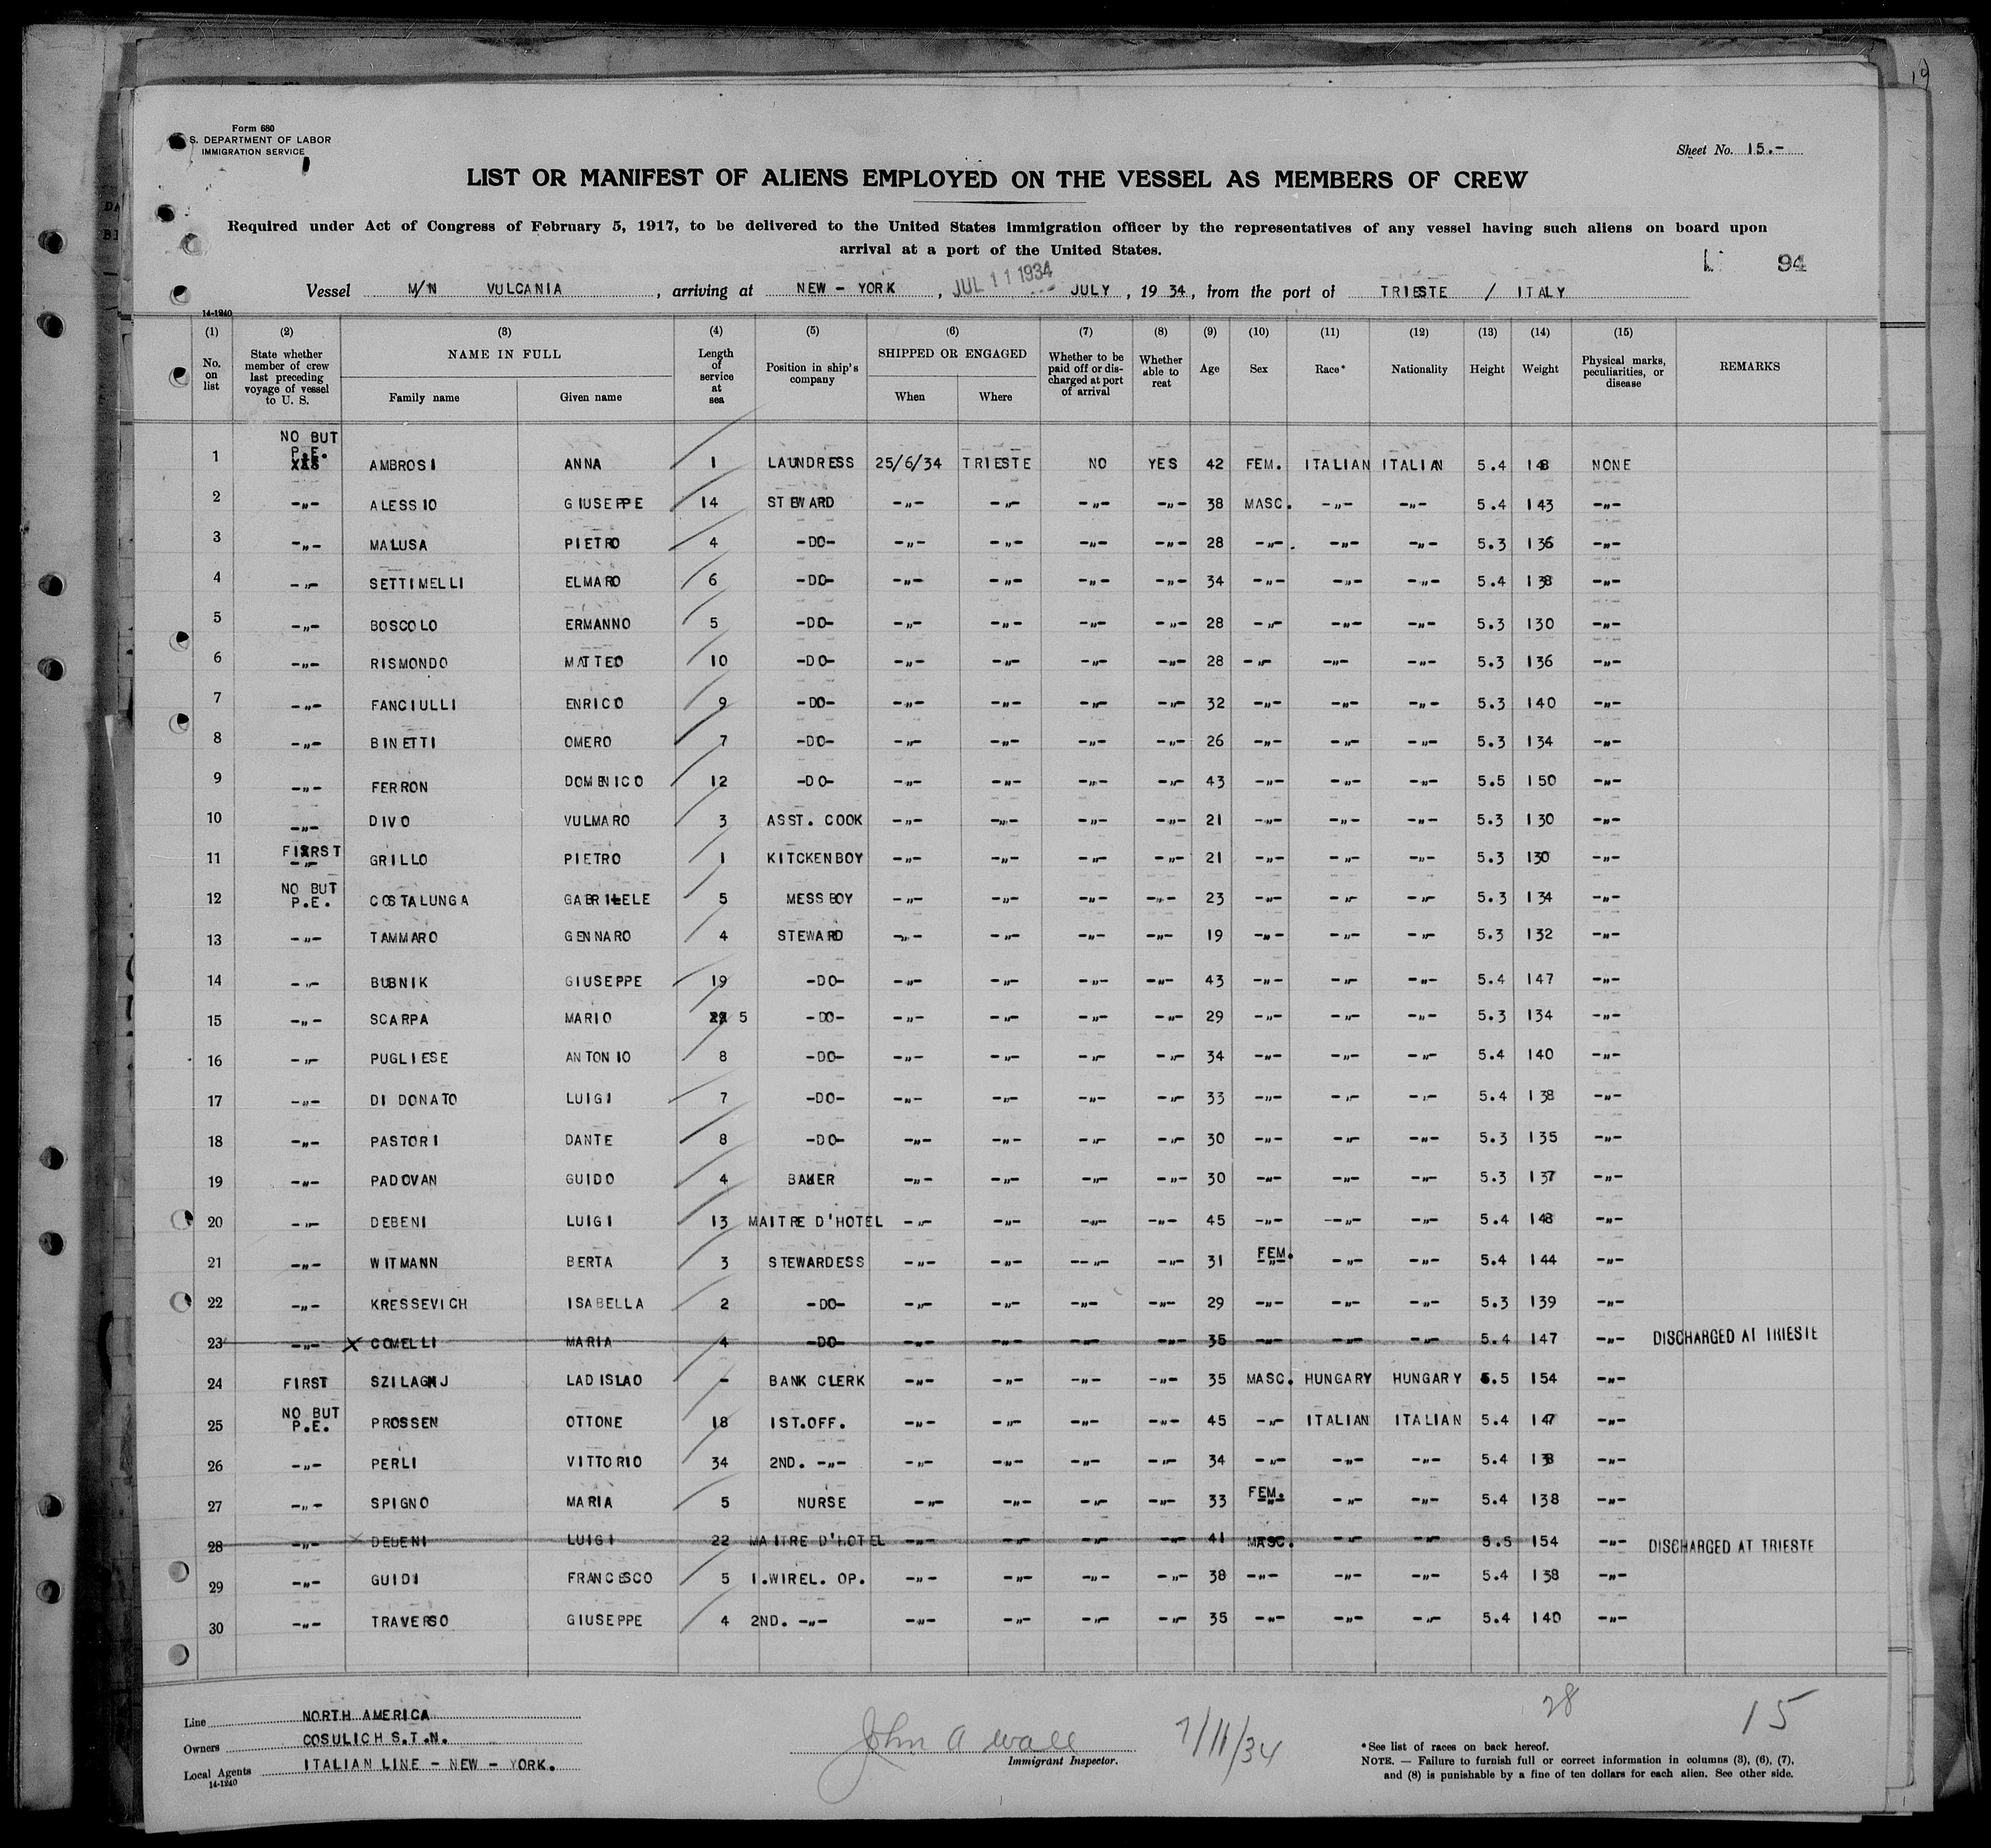 19
Form 680
S. DEPARTMENT OF LABOR
IMMIGRATION SERVICE
Sheet No. 15.-
LIST OR MANIFEST OF ALIENS EMPLOYED ON THE VESSEL AS MEMBERS OF CREW
Required under Act of Congress of February 5, 1917, to be delivered to the United States immigration officer by the representatives of any vessel having such aliens on board upon
arrival at a port of the United States.
94
Vessel M/N VULCANIA, arriving at NEW - YORK, JUL 11 1934 JULY, 1934, from the port of TRIESTE / ITALY
14-1240
(1) (2) (3) (4) (5) (6) (7) (8) (9) (10) (11) (12) (13) (14) (15)
No. on list | State whether member of crew last preceding voyage of vessel to U. S. | NAME IN FULL Family name Given name | Length of service at sea | Position in ship's company | SHIPPED OR ENGAGED When Where | Whether to be paid off or discharged at port of arrival | Whether able to reat | Age | Sex | Race* | Nationality | Height | Weight | Physical marks, peculiarities, or disease | REMARKS
1 NO BUT P.E. AMBROSI ANNA 1 LAUNDRESS 25/6/34 TRIESTE NO YES 42 FEM. ITALIAN ITALIAN 5.4 148 NONE
2 -"- ALESSIO GIUSEPPE 14 STEWARD -"- -"- -"- -"- 38 MASC. -"- -"- 5.4 143 -"-
3 -"- MALUSA PIETRO 4 -DO- -"- -"- -"- -"- 28 -"-. -"- -"- 5.3 136 -"-
4 -"- SETTIMELLI ELMARO 6 -DO- -"- -"- -"- -"- 34 -"- -"- -"- 5.4 138 -"-
5 -"- BOSCOLO ERMANNO 5 -DO- -"- -"- -"- -"- 28 -"- -"- -"- 5.3 130 -"-
6 -"- RISMONDO MATTEO 10 -DO- -"- -"- -"- -"- 28 -"- -"- -"- 5.3 136 -"-
7 -"- FANCIULLI ENRICO 9 -DO- -"- -"- -"- -"- 32 -"- -"- -"- 5.3 140 -"-
8 -"- BINETTI OMERO 7 -DO- -"- -"- -"- -"- 26 -"- -"- -"- 5.3 134 -"-
9 -"- FERRON DOMENICO 12 -DO- -"- -"- -"- -"- 43 -"- -"- -"- 5.5 150 -"-
10 -"- DIVO VULMARO 3 ASST. COOK -"- -"- -"- -"- 21 -"- -"- -"- 5.3 130 -"-
11 FIRST -"- GRILLO PIETRO 1 KITCKENBOY -"- -"- -"- -"- 21 -"- -"- -"- 5.3 130 -"-
12 NO BUT P.E. COSTALUNGA GABRIELE 5 MESS BOY -"- -"- -"- -"- 23 -"- -"- -"- 5.3 134 -"-
13 -"- TAMMARO GENNARO 4 STEWARD -"- -"- -"- -"- 19 -"- -"- -"- 5.3 132 -"-
14 -"- BUBNIK GIUSEPPE 19 -DO- -"- -"- -"- -"- 43 -"- -"- -"- 5.4 147 -"-
15 -"- SCARPA MARIO 5 -DO- -"- -"- -"- -"- 29 -"- -"- -"- 5.3 134 -"-
16 -"- PUGLIESE ANTONIO 8 -DO- -"- -"- -"- -"- 34 -"- -"- -"- 5.4 140 -"-
17 -"- DI DONATO LUIGI 7 -DO- -"- -"- -"- -"- 33 -"- -"- -"- 5.4 138 -"-
18 -"- PASTORI DANTE 8 -DO- -"- -"- -"- -"- 30 -"- -"- -"- 5.3 135 -"-
19 -"- PADOVAN GUIDO 4 BAKER -"- -"- -"- -"- 30 -"- -"- -"- 5.3 137 -"-
20 -"- DEBENI LUIGI 13 MAITRE D'HOTEL -"- -"- -"- -"- 45 -"- -"- -"- 5.4 148 -"-
21 -"- WITMANN BERTA 3 STEWARDESS -"- -"- -"- -"- 31 FEM. -"- -"- -"- 5.4 144 -"-
22 -"- KRESSEVICH ISABELLA 2 -DO- -"- -"- -"- -"- 29 -"- -"- -"- 5.3 139 -"-
23 -"- X COMELLI MARIA 4 -DO- -"- -"- -"- -"- 35 -"- -"- -"- 5.4 147 -"- DISCHARGED AT TRIESTE
24 FIRST SZILAGNJ LADISLAO - BANK CLERK -"- -"- -"- -"- 35 MASC. HUNGARY HUNGARY 5.5 154 -"-
25 NO BUT P.E. PROSSEN OTTONE 18 1ST.OFF. -"- -"- -"- -"- 45 -"- ITALIAN ITALIAN 5.4 147 -"-
26 -"- PERLI VITTORIO 34 2ND. -"- -"- -"- -"- -"- 34 -"- -"- -"- 5.4 138 -"-
27 -"- SPIGNO MARIA 5 NURSE -"- -"- -"- -"- 33 FEM. -"- -"- -"- 5.4 138 -"-
28 -"- X DEBENI LUIGI 22 MAITRE D'HOTEL -"- -"- -"- -"- 41 MASC. -"- -"- 5.5 154 -"- DISCHARGED AT TRIESTE
29 -"- GUIDI FRANCESCO 5 1.WIREL. OP. -"- -"- -"- -"- 38 -"- -"- -"- 5.4 138 -"-
30 -"- TRAVERSO GIUSEPPE 4 2ND. -"- -"- -"- -"- -"- 35 -"- -"- -"- 5.4 140 -"-
28
15
Line NORTH AMERICA
Owners COSULICH S.T.N.
Local Agents ITALIAN LINE - NEW - YORK.
14-1240
John A Wall 7/11/34
Immigrant Inspector.
*See list of races on back hereof.
NOTE. — Failure to furnish full or correct information in columns (3), (6), (7),
and (8) is punishable by a fine of ten dollars for each alien. See other side.